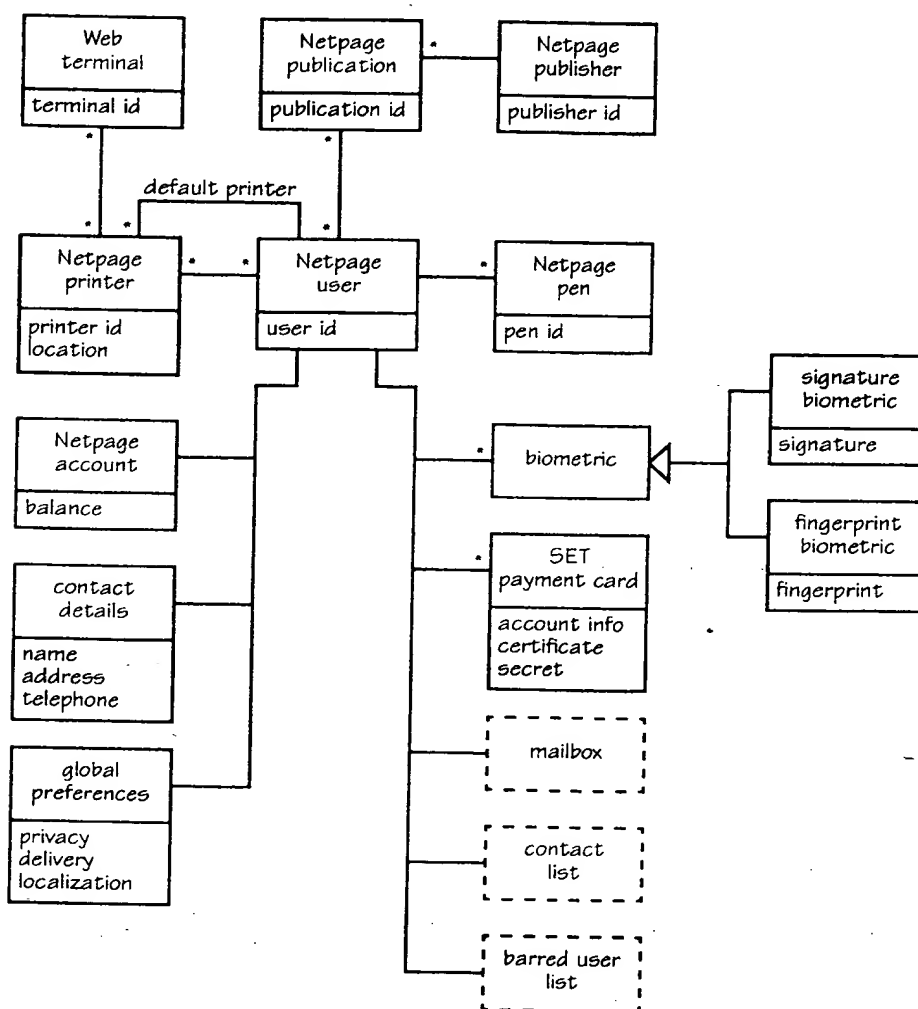 Web
terminal
terminal id
Netpage
publication
publication id
*
Netpage
publisher
publisher id
*
*
default printer
*
*
*
Netpage
printer
printer id
location
*
*
Netpage
user
user id
*
Netpage
pen
pen id
Netpage
account
balance
*
biometric
signature
biometric
signature
fingerprint
biometric
fingerprint
contact
details
name
address
telephone
*
SET
payment card
account info
certificate
secret
global
preferences
privacy
delivery
localization
mailbox
contact
list
barred user
list